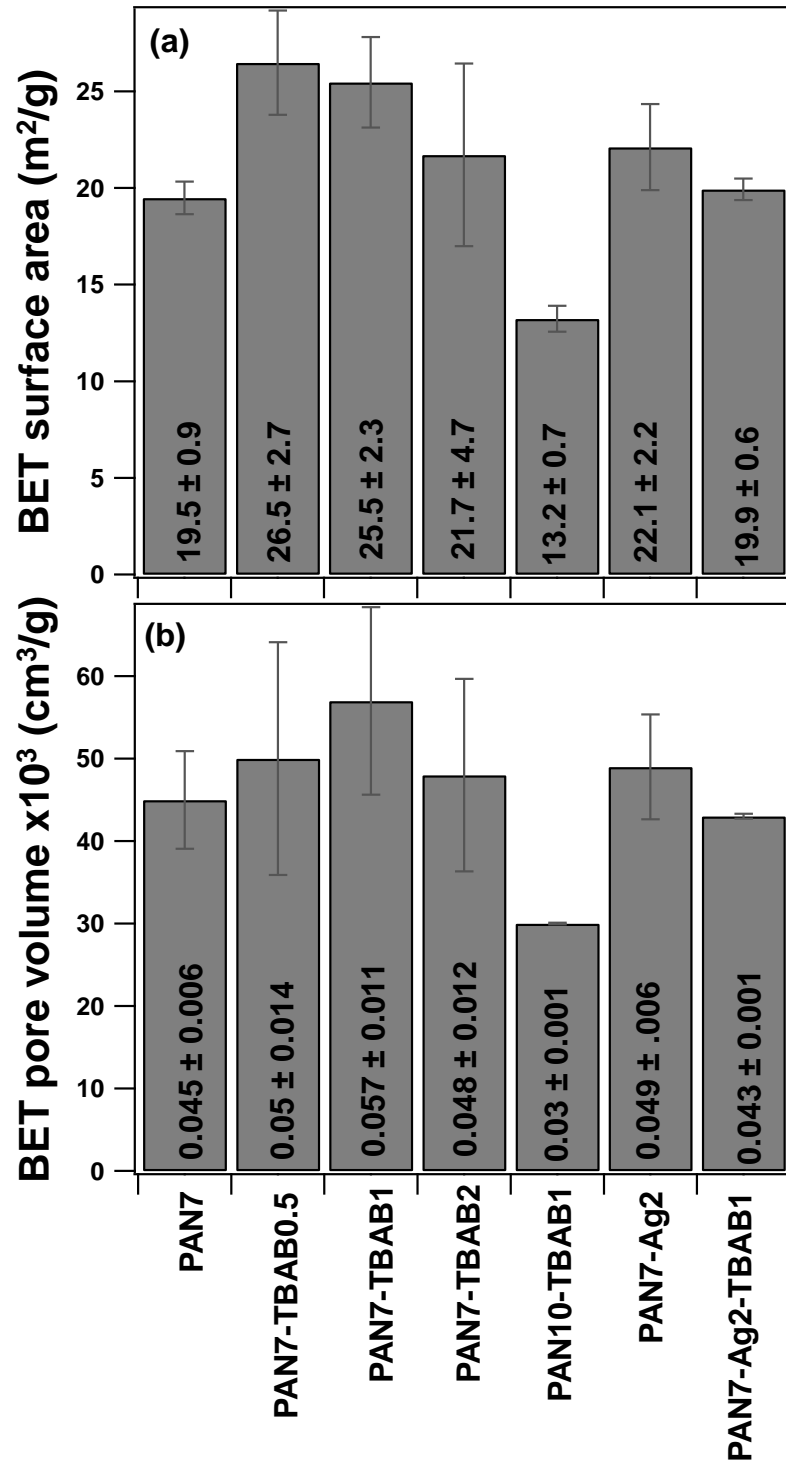 (a)
BET surface area (m²/g)
25
20
15
10
5
0
19.5 ± 0.9
26.5 ± 2.7
25.5 ± 2.3
21.7 ± 4.7
13.2 ± 0.7
22.1 ± 2.2
19.9 ± 0.6
(b)
BET pore volume x10³ (cm³/g)
60
50
40
30
20
10
0
0.045 ± 0.006
0.05 ± 0.014
0.057 ± 0.011
0.048 ± 0.012
0.03 ± 0.001
0.049 ± .006
0.043 ± 0.001
PAN7
PAN7-TBAB0.5
PAN7-TBAB1
PAN7-TBAB2
PAN10-TBAB1
PAN7-Ag2
PAN7-Ag2-TBAB1